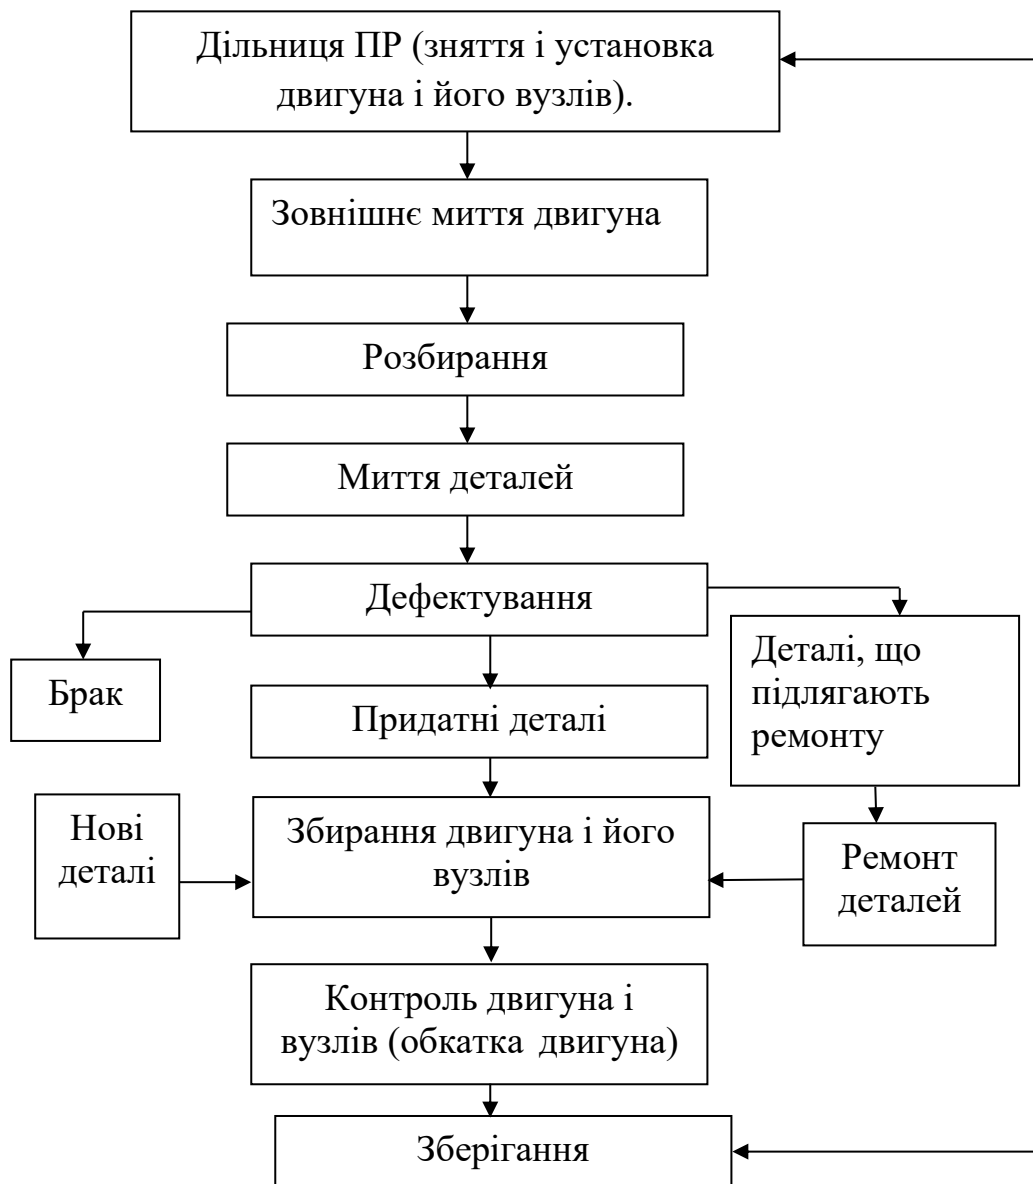 Дільниця ПР (зняття і установка
двигуна і його вузлів).
Зовнішнє миття двигуна
Розбирання
Миття деталей
Дефектування
Брак
Придатні деталі
Деталі, що
підлягають
ремонту
Нові
деталі
Збирання двигуна і його
вузлів
Ремонт
деталей
Контроль двигуна і
вузлів (обкатка двигуна)
Зберігання